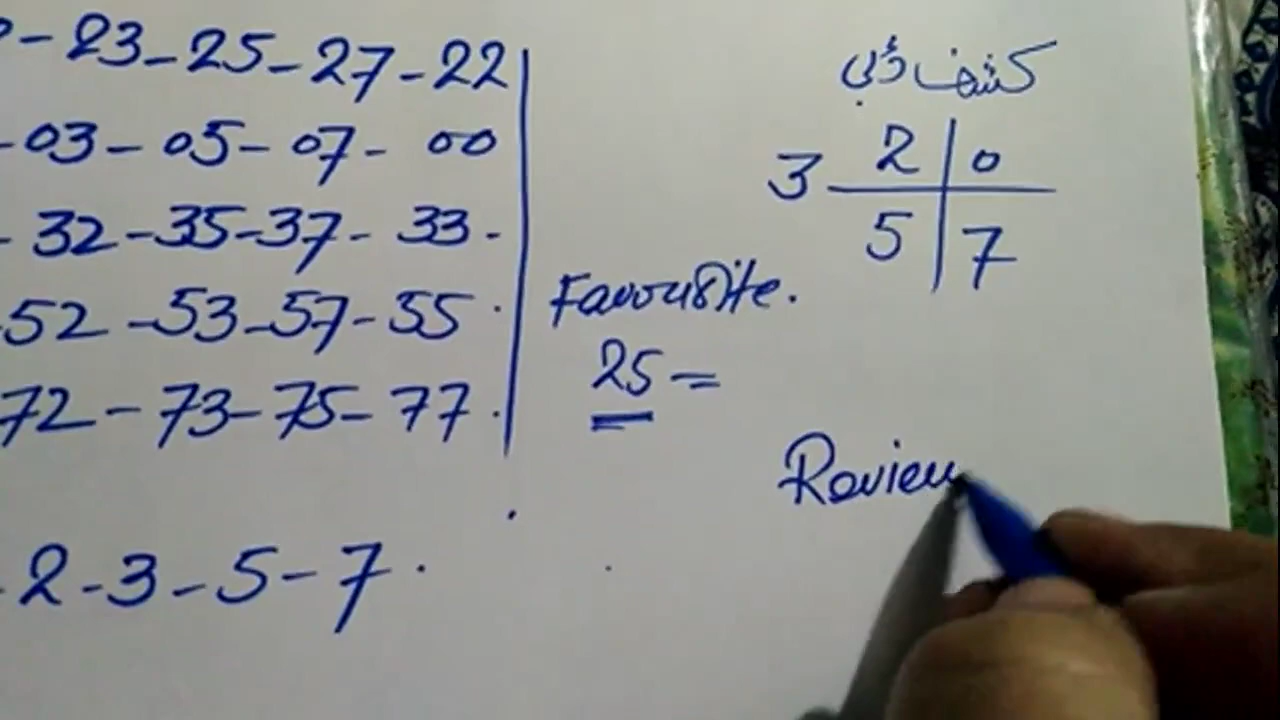 - 23 - 25 - 27 - 22
- 03 - 05 - 07 - 00
- 32 - 35 - 37 - 33 -
52 - 53 - 57 - 55 .
72 - 73 - 75 - 77 .
- 2 - 3 - 5 - 7 .
Favourite .
25 =
کشف دُبی
2 0
3
5 7
Review